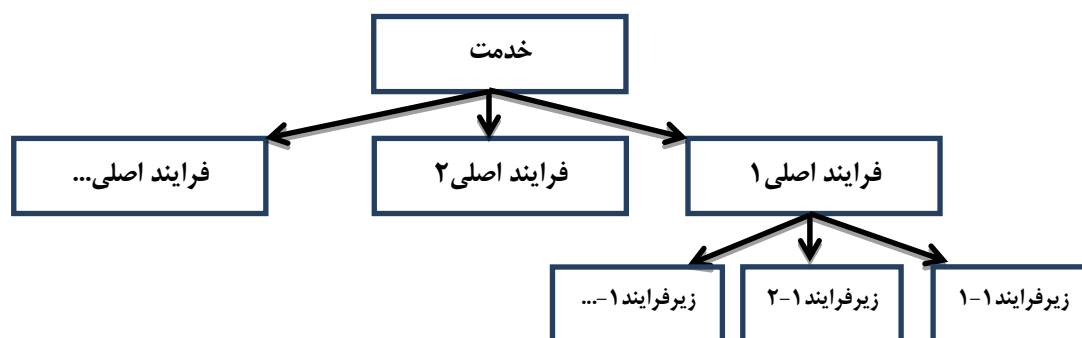 خدمت
فرایند اصلی۱
فرایند اصلی۲
فرایند اصلی...
زیرفرایند۱-۱
زیرفرایند۱-۲
زیرفرایند۱-...